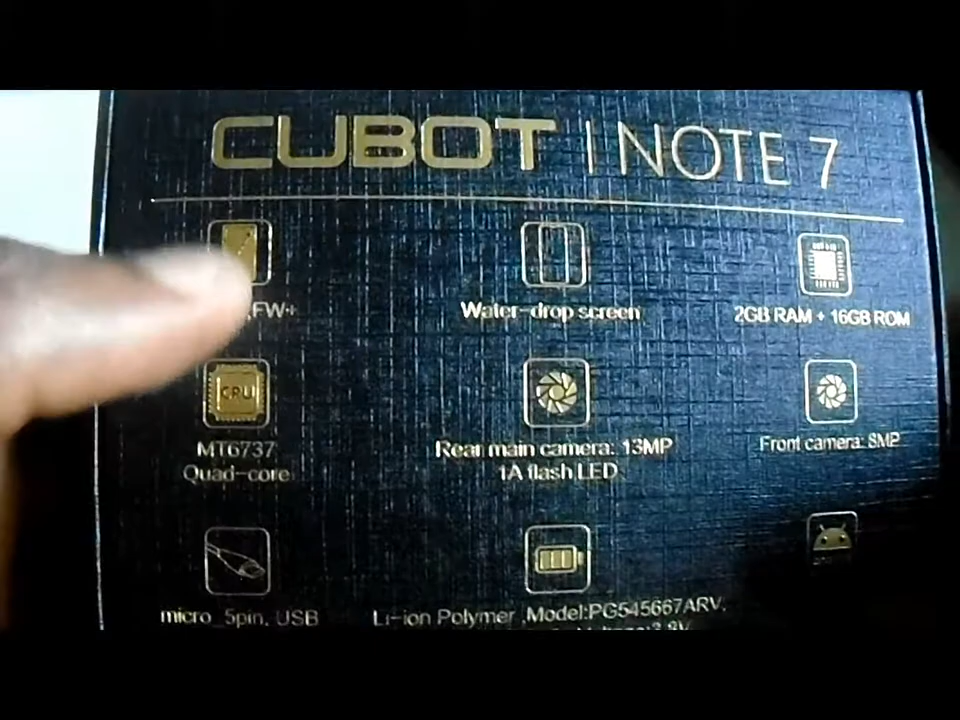 CUBOT | NOTE 7
FW+
Water-drop screen
2GB RAM + 16GB ROM
CPU
MT6737
Quad-core
Rear main camera: 13MP
1A flash LED
Front camera: 8MP
micro_5pin, USB
Li-ion Polymer ,Model:PG545667ARV,